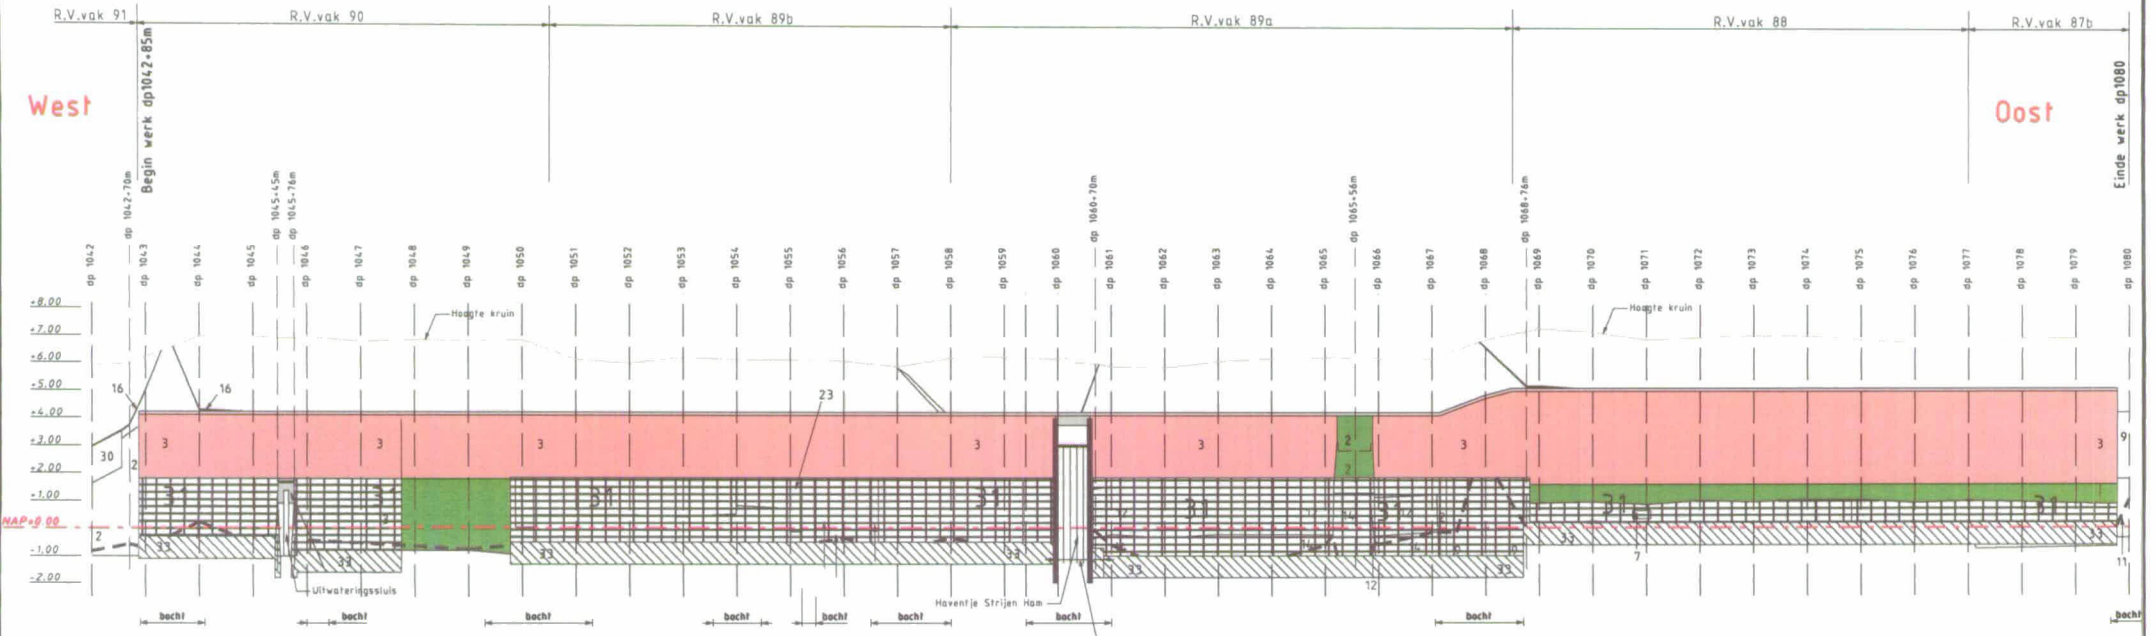 R.V.vak 91
R.V.vak 90
R.V.vak 89b
R.V.vak 89a
R.V.vak 88
R.V.vak 87b
West
Oost
Begin werk dp1042+85m
Einde werk dp1080
dp 1042
dp 1042+70m
dp 1043
dp 1044
dp 1045
dp 1045+45m
dp 1045+76m
dp 1046
dp 1047
dp 1048
dp 1049
dp 1050
dp 1051
dp 1052
dp 1053
dp 1054
dp 1055
dp 1056
dp 1057
dp 1058
dp 1059
dp 1060
dp 1060+70m
dp 1061
dp 1062
dp 1063
dp 1064
dp 1065
dp 1065+56m
dp 1066
dp 1067
dp 1068
dp 1068+76m
dp 1069
dp 1070
dp 1071
dp 1072
dp 1073
dp 1074
dp 1075
dp 1076
dp 1077
dp 1078
dp 1079
dp 1080
+8.00
+7.00
+6.00
+5.00
+4.00
+3.00
+2.00
+1.00
NAP=0.00
-1.00
-2.00
Hoogte kruin
Hoogte kruin
16
16
23
30
2
3
3
3
3
3
2
2
3
3
9
31
31
31
31
31
31
31
31
2
33
33
33
33
33
33
33
33
7
11
12
Uitwateringssluis
Haventje Strijen Ham
bocht
bocht
bocht
bocht
bocht
bocht
bocht
bocht
bocht